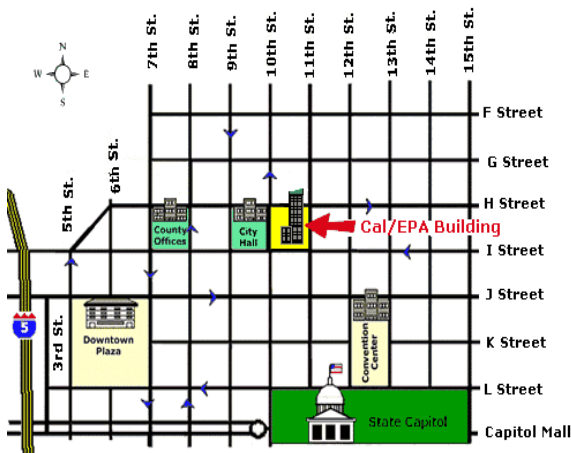 7th St.
8th St.
9th St.
10th St.
11th St.
12th St.
13th St.
14th St.
15th St.
N
W
E
S
F Street
6th St.
G Street
5th St.
H Street
County
Offices
City
Hall
Cal/EPA Building
I Street
J Street
5
3rd St.
Downtown
Plaza
Convention
Center
K Street
L Street
State Capitol
Capitol Mall